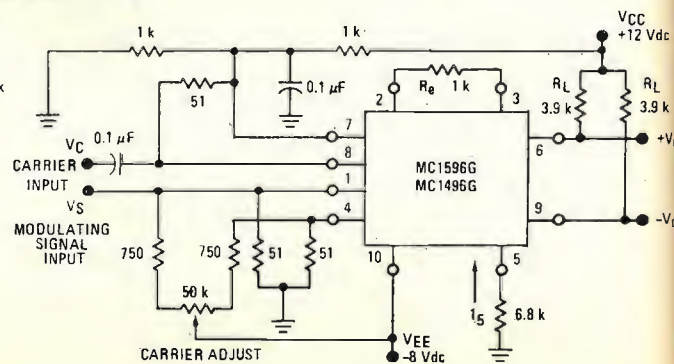 1 k
1 k
VCC
+12 Vdc
51
0.1 μF
Re
1 k
RL
3.9 k
RL
3.9 k
2
3
VC
0.1 μF
CARRIER
INPUT
VS
MODULATING
SIGNAL
INPUT
7
8
1
4
10
5
6
9
MC1596G
MC1496G
750
750
51
51
50 k
CARRIER ADJUST
I5
6.8 k
VEE
-8 Vdc